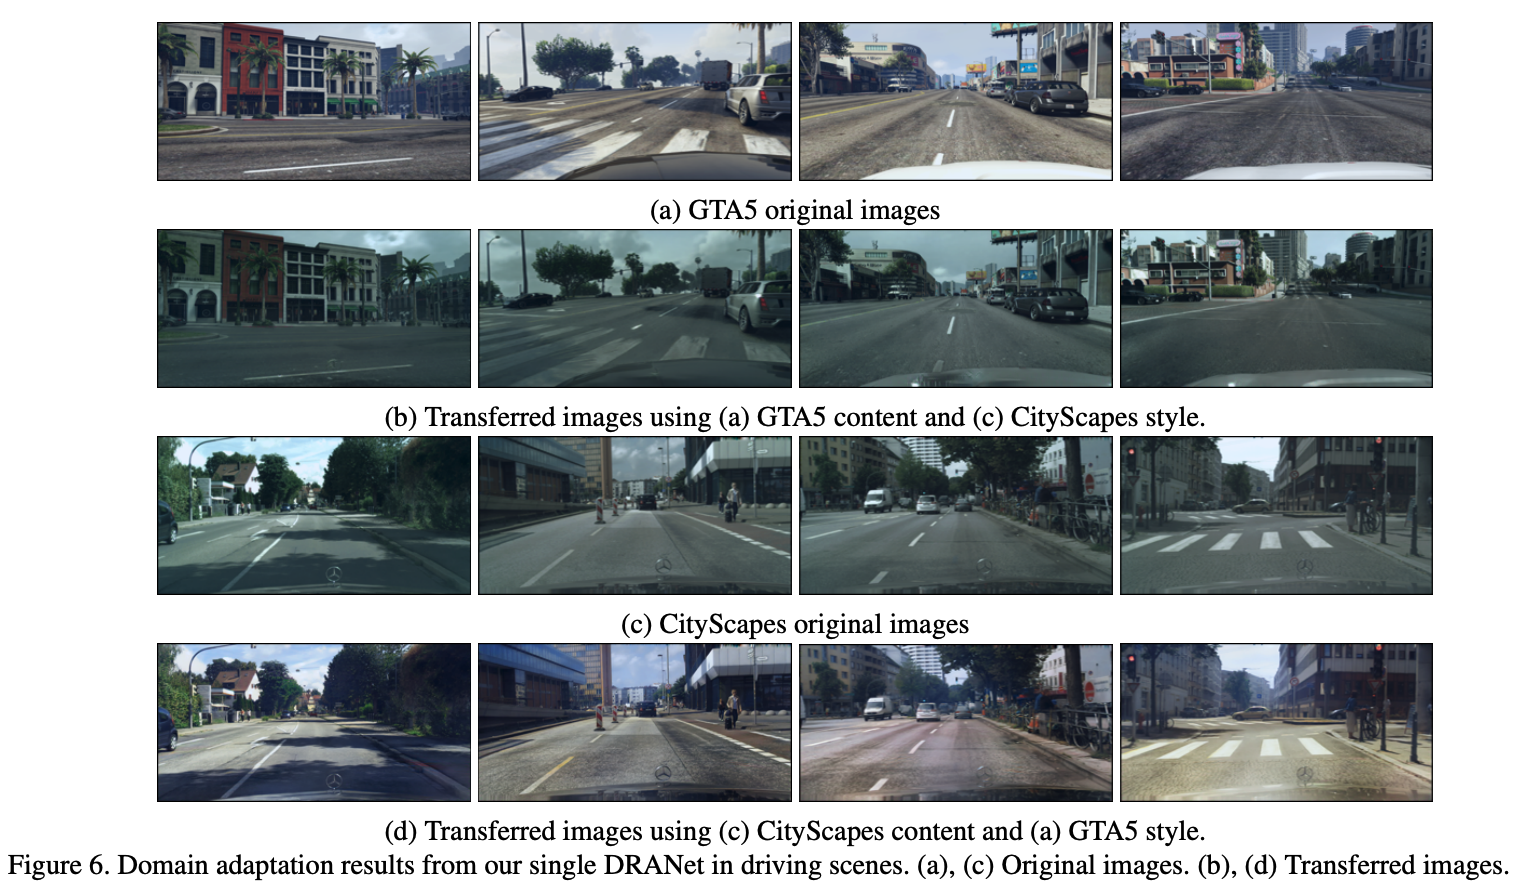 (a) GTA5 original images
(b) Transferred images using (a) GTA5 content and (c) CityScapes style.
(c) CityScapes original images
(d) Transferred images using (c) CityScapes content and (a) GTA5 style.
Figure 6. Domain adaptation results from our single DRANet in driving scenes. (a), (c) Original images. (b), (d) Transferred images.